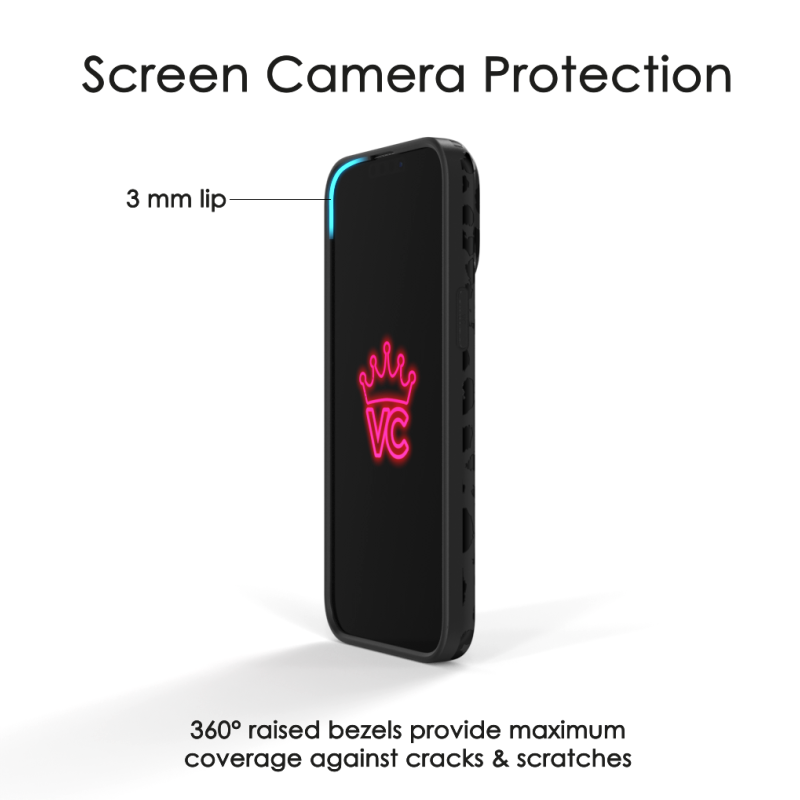 Screen Camera Protection
3 mm lip
VC
360° raised bezels provide maximum
coverage against cracks & scratches